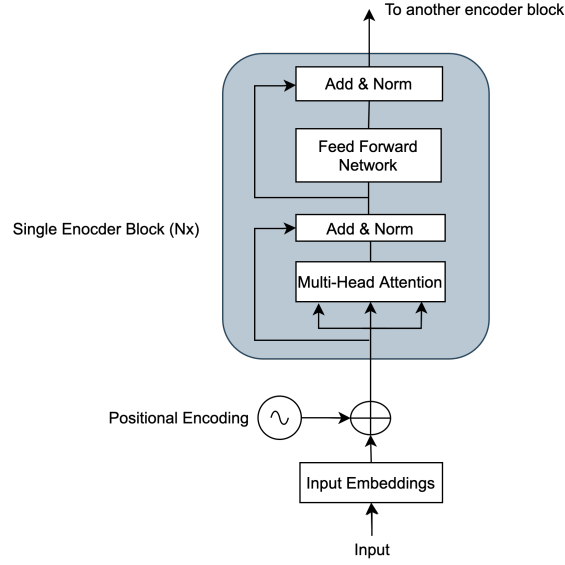 To another encoder block
Add & Norm
Feed Forward
Network
Single Enocder Block (Nx)
Add & Norm
Multi-Head Attention
Positional Encoding
Input Embeddings
Input